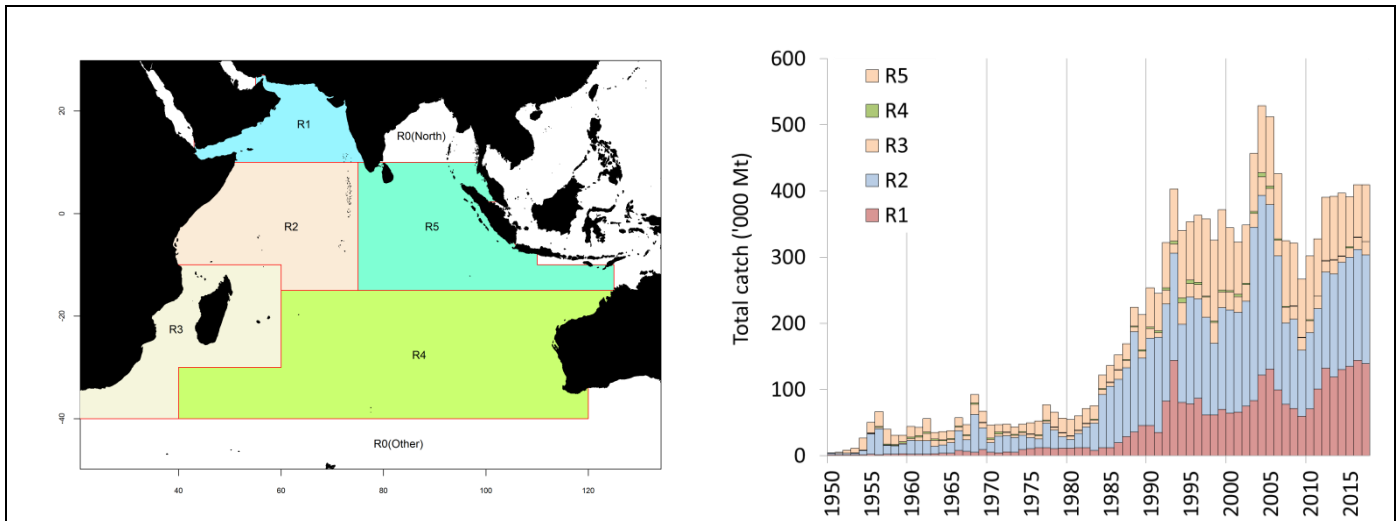 R1
R0(North)
R2
R5
R3
R4
R0(Other)
20
0
-20
-40
40
60
80
100
120
Total catch ('000 Mt)
600
500
400
300
200
100
0
R5
R4
R3
R2
R1
1950
1955
1960
1965
1970
1975
1980
1985
1990
1995
2000
2005
2010
2015